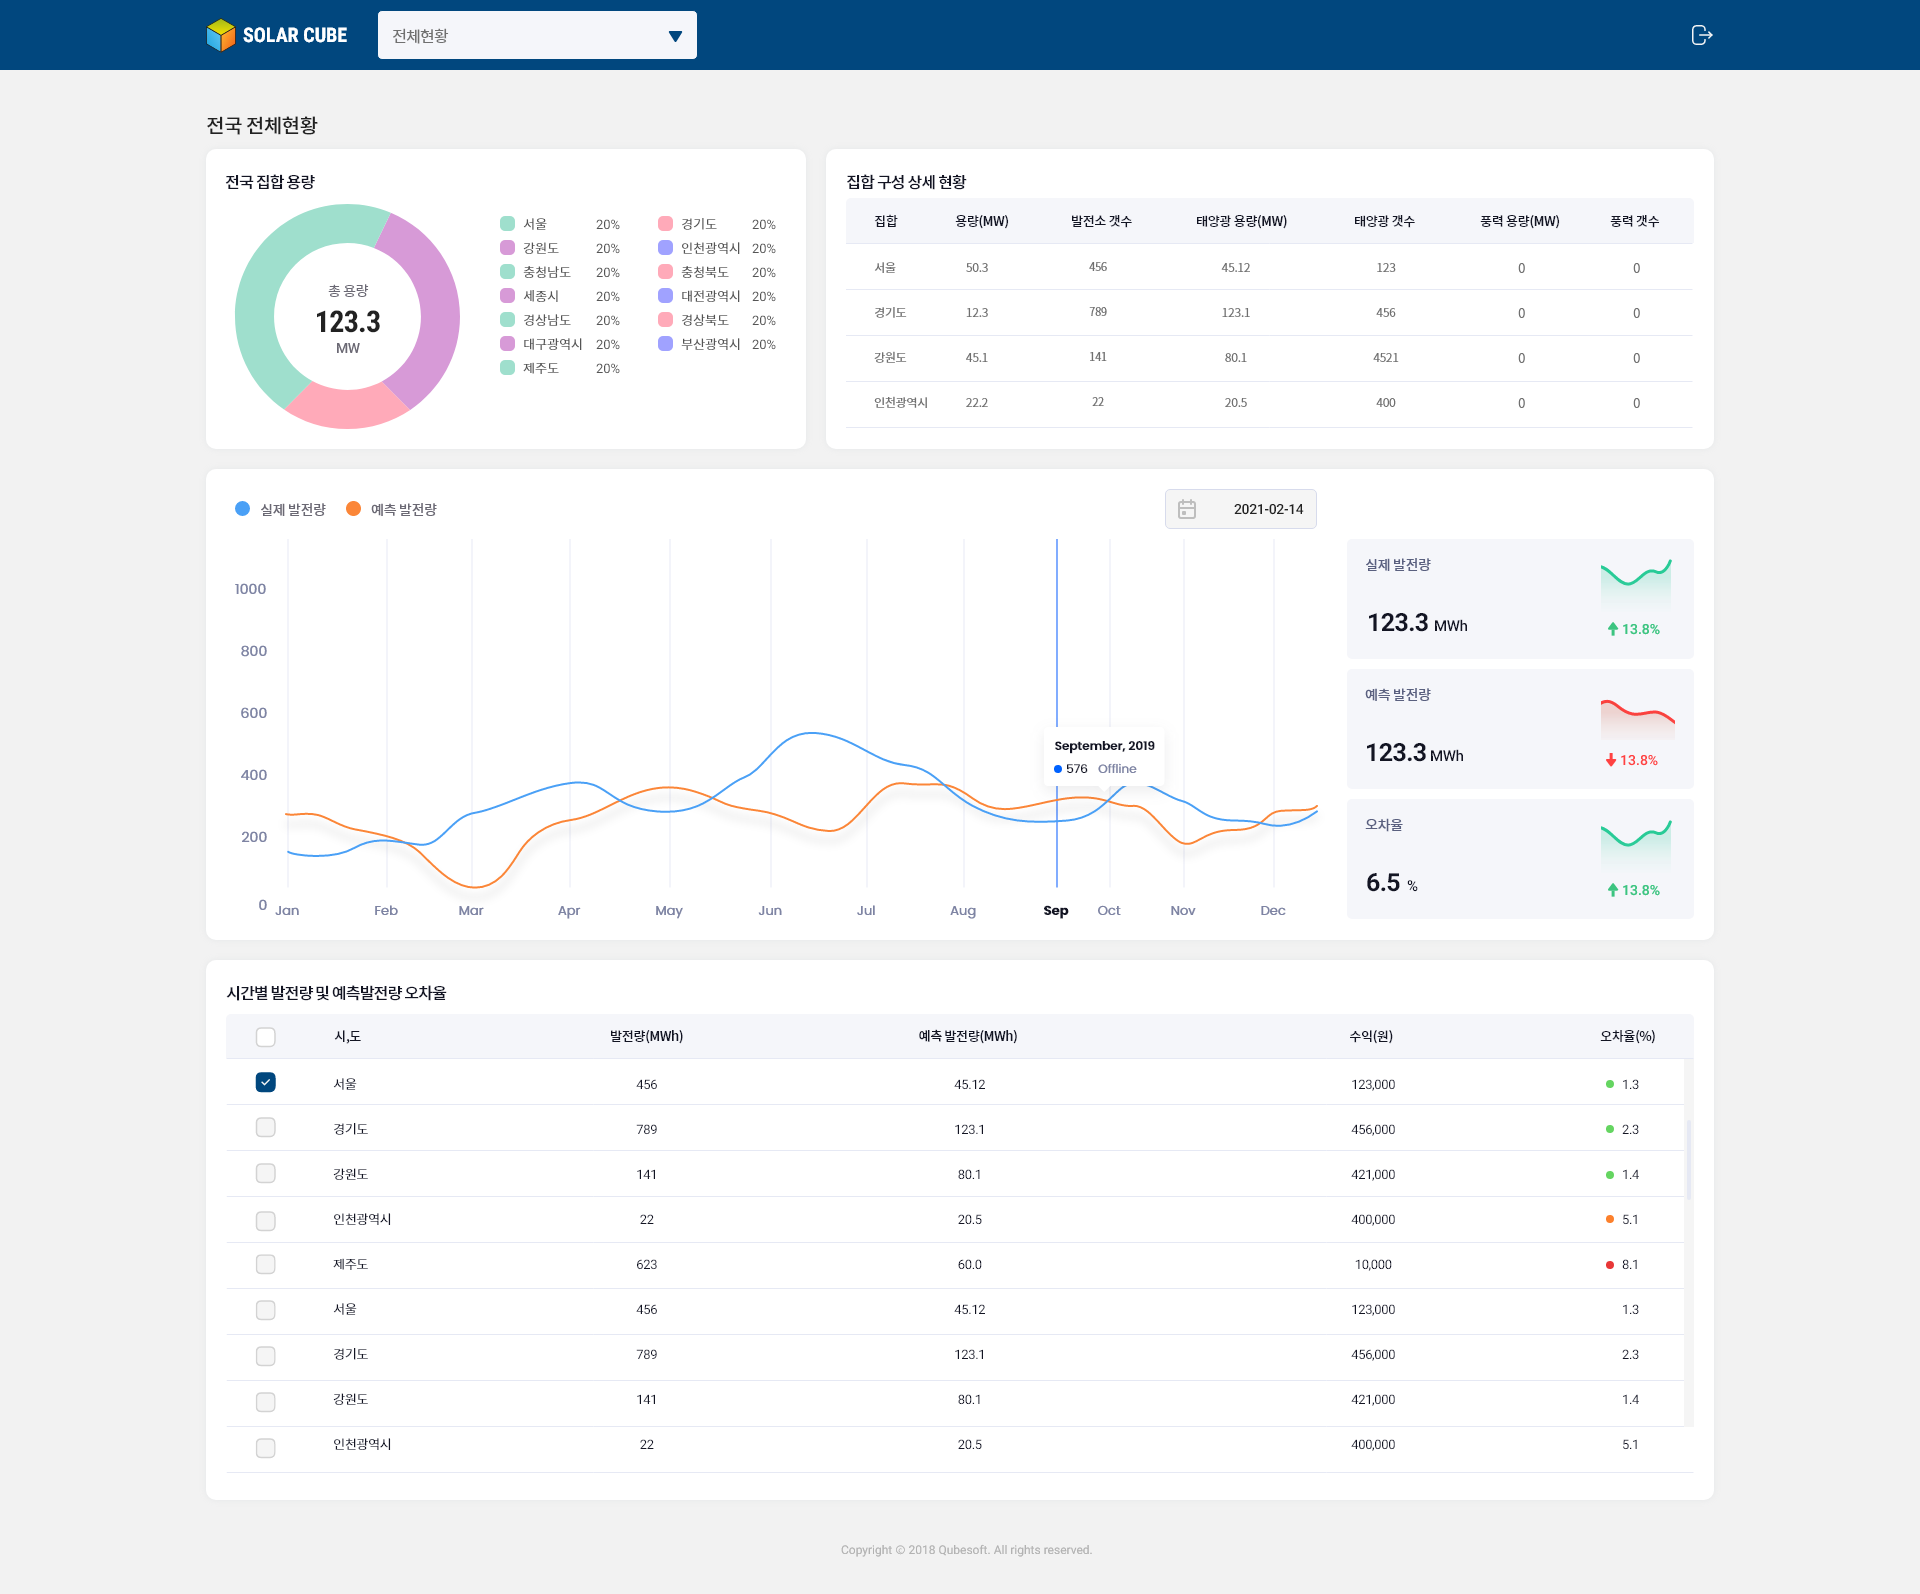 SOLAR CUBE
전체현황
전국 전체현황
전국 집합 용량
총 용량
123.3
MW
서울 20% 경기도 20%
강원도 20% 인천광역시 20%
충청남도 20% 충청북도 20%
세종시 20% 대전광역시 20%
경상남도 20% 경상북도 20%
대구광역시 20% 부산광역시 20%
제주도 20%
집합 구성 상세 현황
집합 용량(MW) 발전소 갯수 태양광 용량(MW) 태양광 갯수 풍력 용량(MW) 풍력 갯수
서울 50.3 456 45.12 123 0 0
경기도 12.3 789 123.1 456 0 0
강원도 45.1 141 80.1 4521 0 0
인천광역시 22.2 22 20.5 400 0 0
실제 발전량 예측 발전량
2021-02-14
1000
800
600
400
200
0
September, 2019
576 Offline
Jan Feb Mar Apr May Jun Jul Aug Sep Oct Nov Dec
실제 발전량
123.3 MWh
13.8%
예측 발전량
123.3 MWh
13.8%
오차율
6.5 %
13.8%
시간별 발전량 및 예측발전량 오차율
시,도 발전량(MWh) 예측 발전량(MWh) 수익(원) 오차율(%)
서울 456 45.12 123,000 1.3
경기도 789 123.1 456,000 2.3
강원도 141 80.1 421,000 1.4
인천광역시 22 20.5 400,000 5.1
제주도 623 60.0 10,000 8.1
서울 456 45.12 123,000 1.3
경기도 789 123.1 456,000 2.3
강원도 141 80.1 421,000 1.4
인천광역시 22 20.5 400,000 5.1
Copyright © 2018 Qubesoft. All rights reserved.